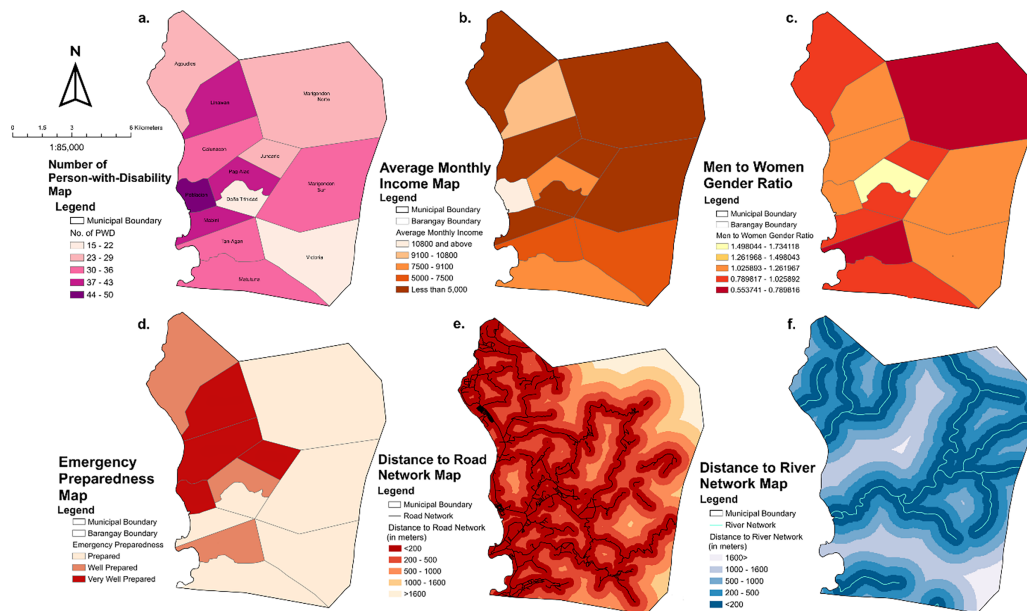 a.
N
0 1.5 3 6 Kilometers
1:85,000
Number of
Person-with-Disability
Map
Legend
Municipal Boundary
No. of PWD
15 - 22
23 - 29
30 - 36
37 - 43
44 - 50
Agoudica
Linawan
Marigondon
Norte
Calunacan
Juncario
Pag Asa
Doña Trinidad
Marigondon
Sur
Macuri
Tan Agan
Victoria
b.
Average Monthly
Income Map
Legend
Municipal Boundary
Barangay Boundary
Average Monthly Income
10800 and above
9100 - 10800
7500 - 9100
5000 - 7500
Less than 5,000
c.
Men to Women
Gender Ratio
Legend
Municipal Boundary
Barangay Boundary
Men to Women Gender Ratio
1.498044 - 1.734118
1.261968 - 1.498043
1.025893 - 1.261967
0.789817 - 1.025892
0.553741 - 0.789816
d.
Emergency
Preparedness
Map
Legend
Municipal Boundary
Barangay Boundary
Emergency Preparedness
Prepared
Well Prepared
Very Well Prepared
e.
Distance to Road
Network Map
Legend
Municipal Boundary
Road Network
Distance to Road Network
(in meters)
<200
200 - 500
500 - 1000
1000 - 1600
>1600
f.
Distance to River
Network Map
Legend
Municipal Boundary
River Network
Distance to River Network
(in meters)
1600>
1000 - 1600
500 - 1000
200 - 500
<200